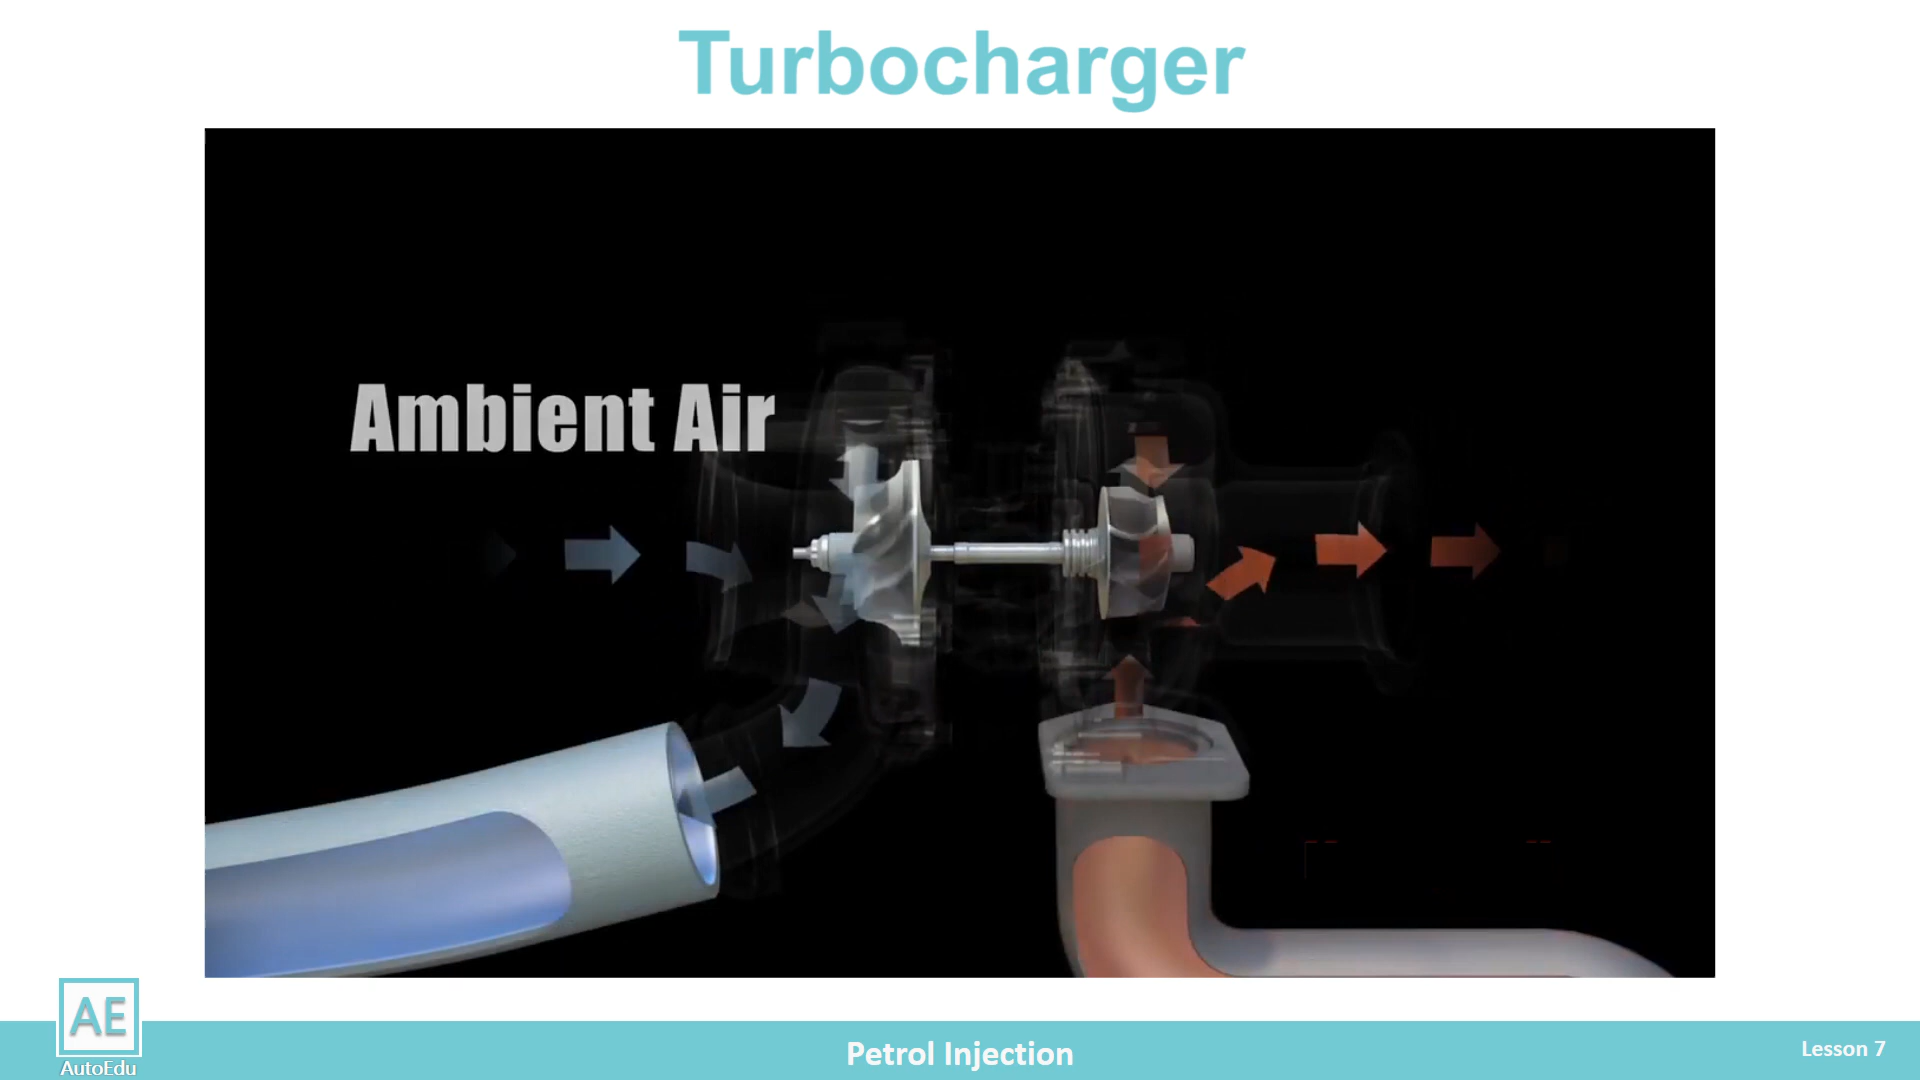 Turbocharger
Ambient Air
AE
AutoEdu
Petrol Injection
Lesson 7